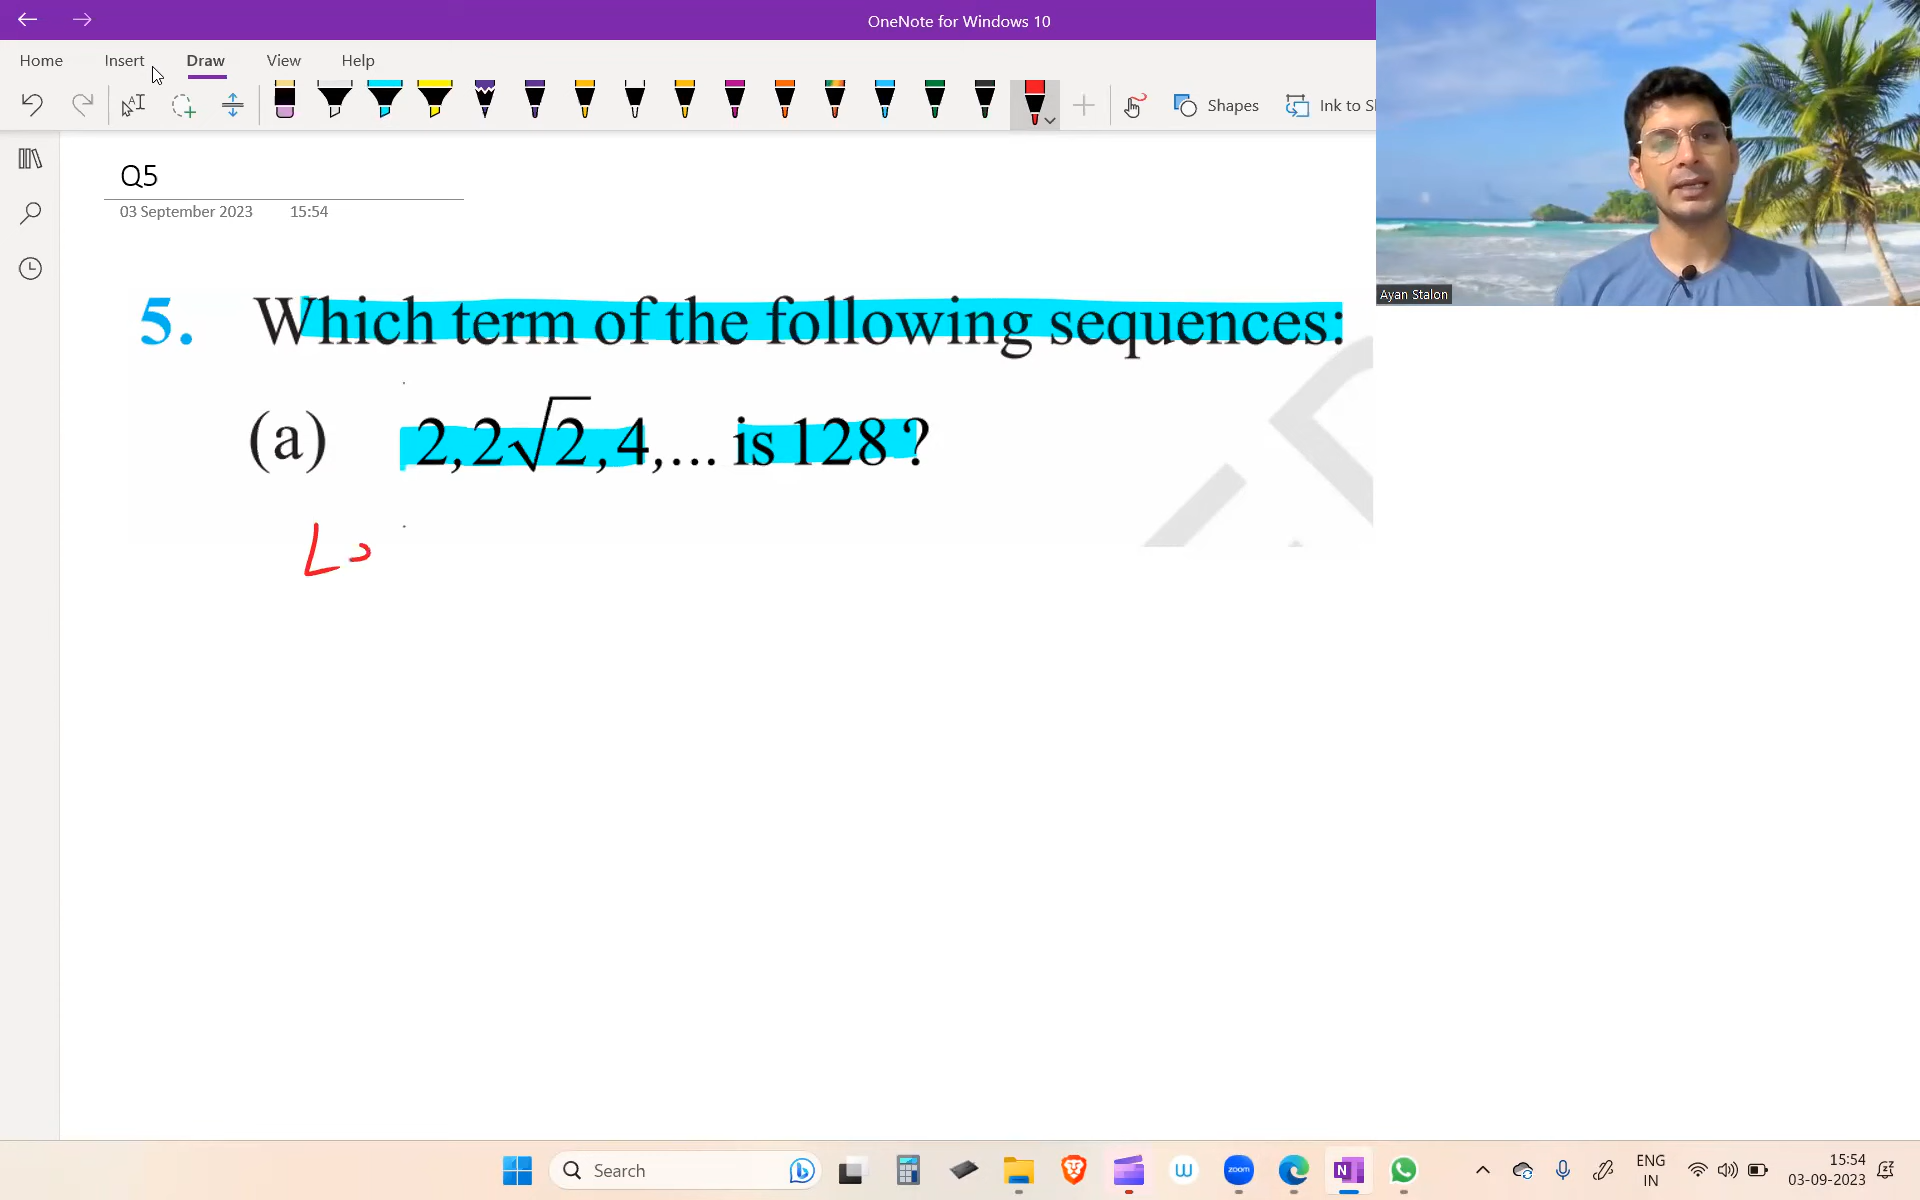 OneNote for Windows 10
Home Insert Draw View Help
Shapes Ink to
Q5
03 September 2023 15:54
Ayan Stalon
5. Which term of the following sequences:
(a) 2, 2√2, 4,... is 128 ?
Search
zoom
ENG
IN
15:54
03-09-2023